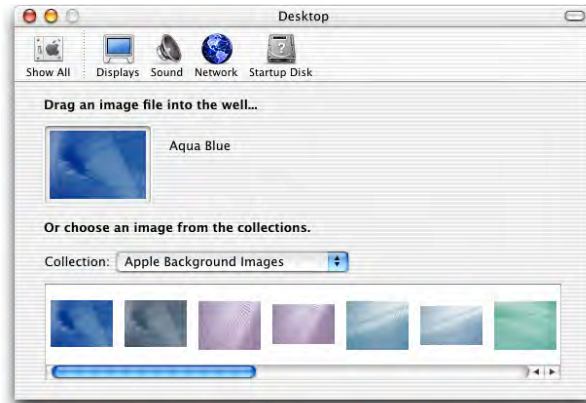 Desktop
Show All Displays Sound Network Startup Disk
Drag an image file into the well...
Aqua Blue
Or choose an image from the collections.
Collection: Apple Background Images